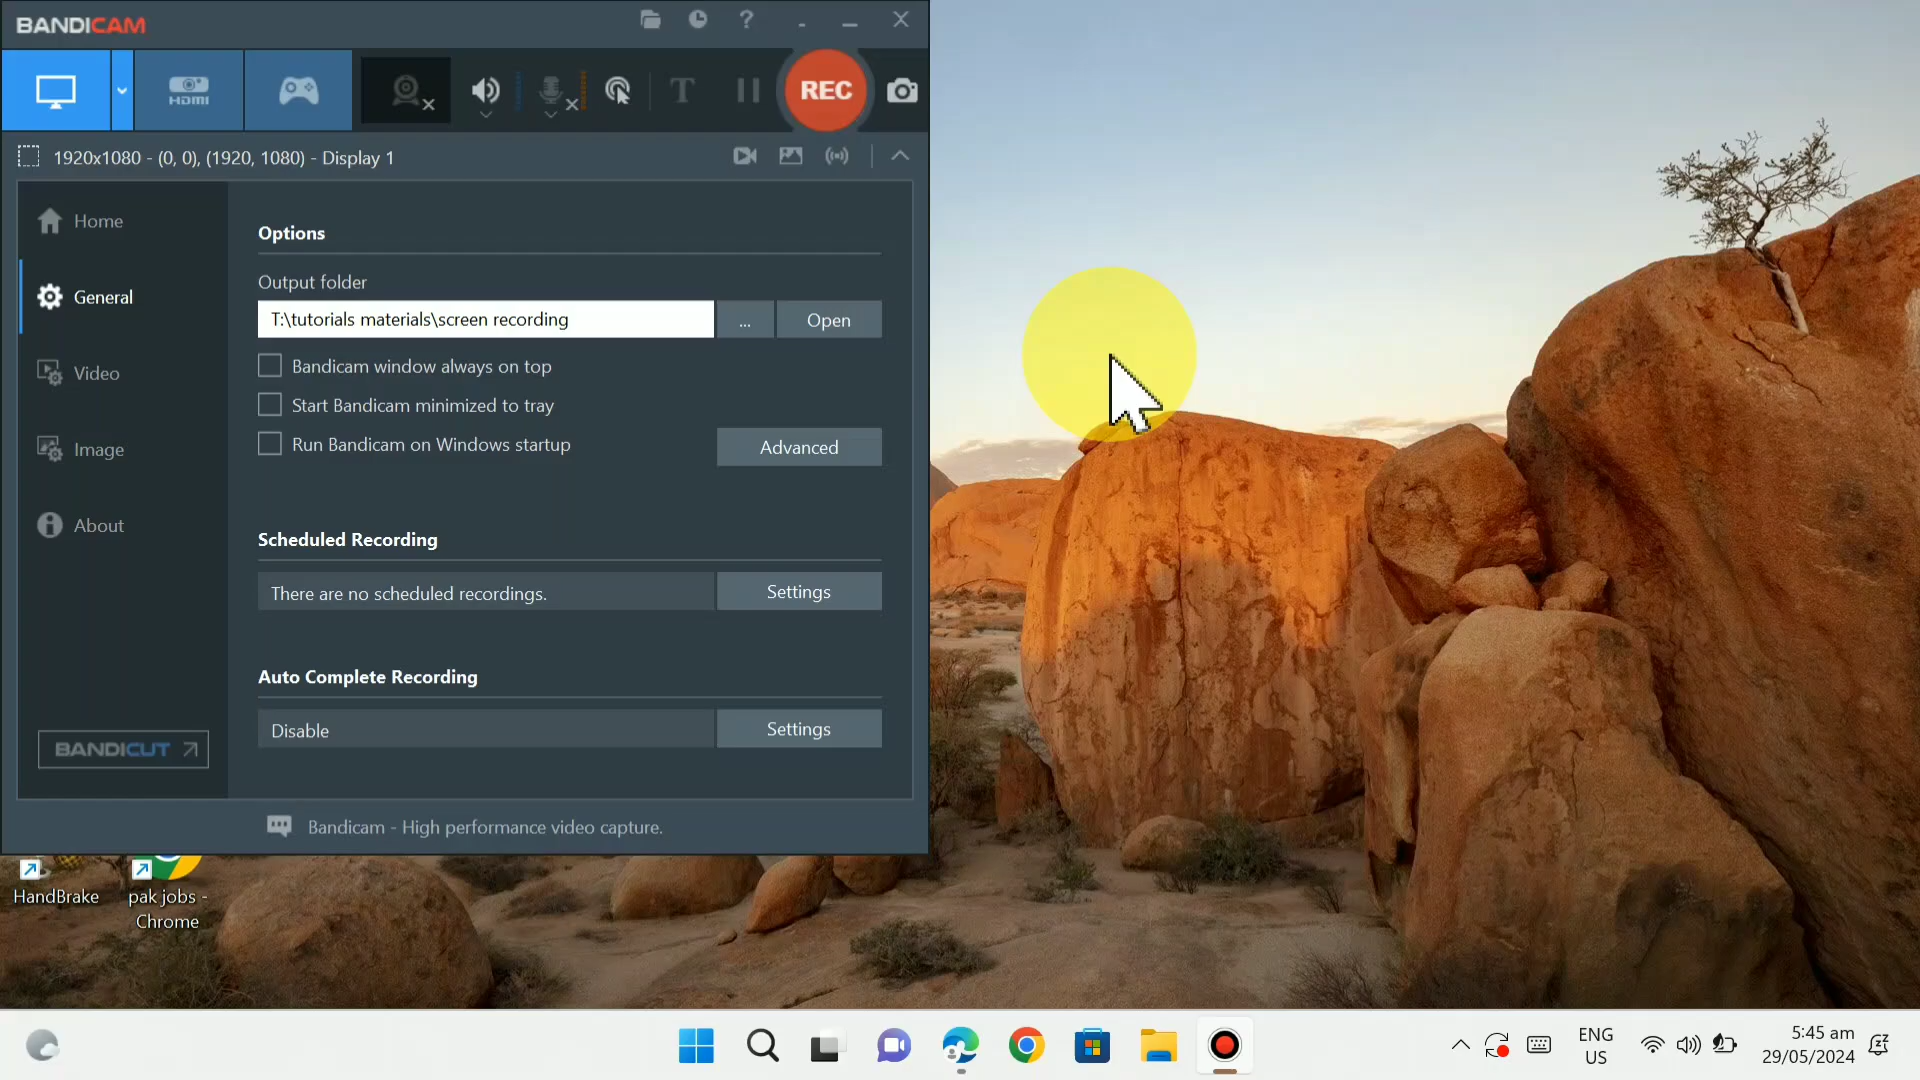 BANDICAM
HDMI
T
REC
1920x1080 - (0, 0), (1920, 1080) - Display 1
Home
General
Video
Image
About
BANDICUT
Options
Output folder
T:\tutorials materials\screen recording
...
Open
Bandicam window always on top
Start Bandicam minimized to tray
Run Bandicam on Windows startup
Advanced
Scheduled Recording
There are no scheduled recordings.
Settings
Auto Complete Recording
Disable
Settings
Bandicam - High performance video capture.
HandBrake
pak jobs -
Chrome
ENG
US
5:45 am
29/05/2024